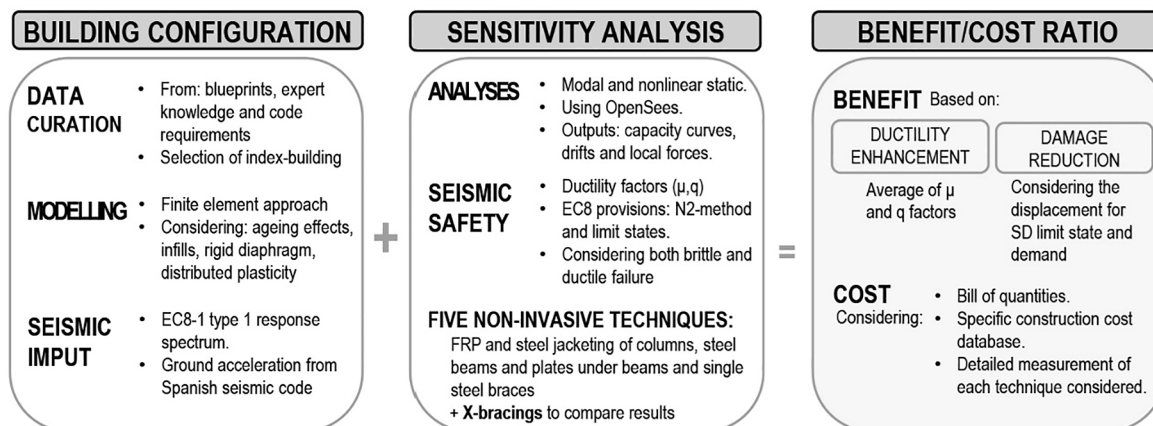 BUILDING CONFIGURATION
DATA
CURATION
• From: blueprints, expert
knowledge and code
requirements
• Selection of index-building
MODELLING
• Finite element approach
• Considering: ageing effects,
infills, rigid diaphragm,
distributed plasticity
SEISMIC
IMPUT
• EC8-1 type 1 response
spectrum.
• Ground acceleration from
Spanish seismic code
+
SENSITIVITY ANALYSIS
ANALYSES
• Modal and nonlinear static.
• Using OpenSees.
• Outputs: capacity curves,
drifts and local forces.
SEISMIC
SAFETY
• Ductility factors (µ,q)
• EC8 provisions: N2-method
and limit states.
• Considering both brittle and
ductile failure
FIVE NON-INVASIVE TECHNIQUES:
FRP and steel jacketing of columns, steel
beams and plates under beams and single
steel braces
+ X-bracings to compare results
=
BENEFIT/COST RATIO
BENEFIT Based on:
DUCTILITY
ENHANCEMENT
Average of µ
and q factors
DAMAGE
REDUCTION
Considering the
displacement for
SD limit state and
demand
COST
Considering:
• Bill of quantities.
• Specific construction cost
database.
• Detailed measurement of
each technique considered.